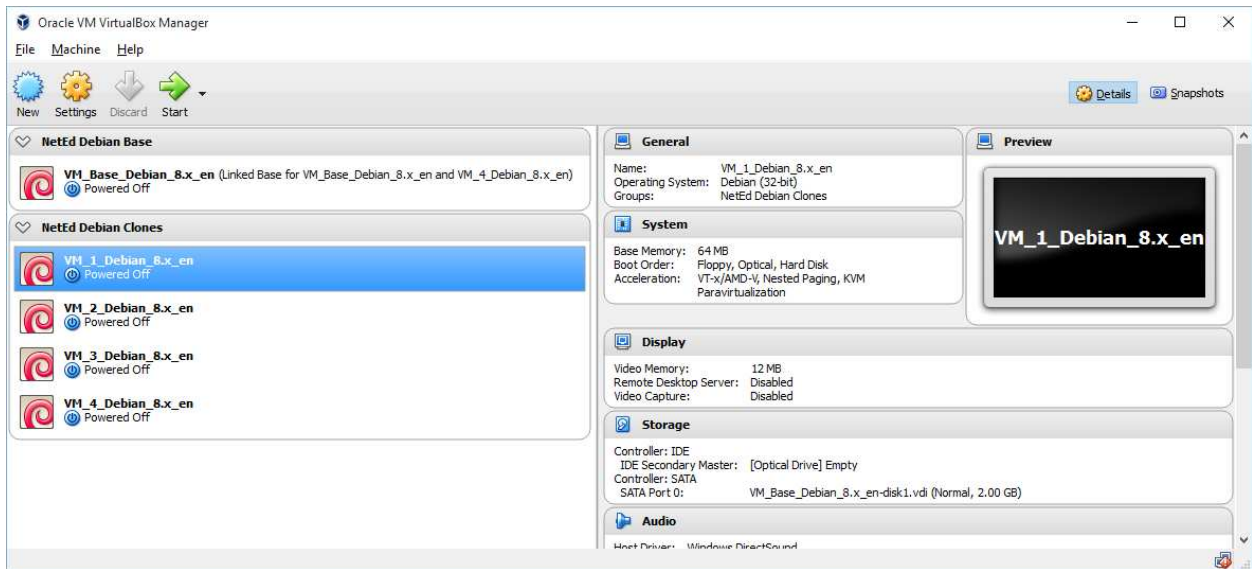 Oracle VM VirtualBox Manager
File Machine Help
New Settings Discard Start
Details Snapshots
NetEd Debian Base
VM_Base_Debian_8.x_en (Linked Base for VM_Base_Debian_8.x_en and VM_4_Debian_8.x_en)
Powered Off
NetEd Debian Clones
VM_1_Debian_8.x_en
Powered Off
VM_2_Debian_8.x_en
Powered Off
VM_3_Debian_8.x_en
Powered Off
VM_4_Debian_8.x_en
Powered Off
General
Name: VM_1_Debian_8.x_en
Operating System: Debian (32-bit)
Groups: NetEd Debian Clones
System
Base Memory: 64 MB
Boot Order: Floppy, Optical, Hard Disk
Acceleration: VT-x/AMD-V, Nested Paging, KVM
Paravirtualization
Preview
VM_1_Debian_8.x_en
Display
Video Memory: 12 MB
Remote Desktop Server: Disabled
Video Capture: Disabled
Storage
Controller: IDE
IDE Secondary Master: [Optical Drive] Empty
Controller: SATA
SATA Port 0: VM_Base_Debian_8.x_en-disk1.vdi (Normal, 2.00 GB)
Audio
Host Driver: Windows DirectSound